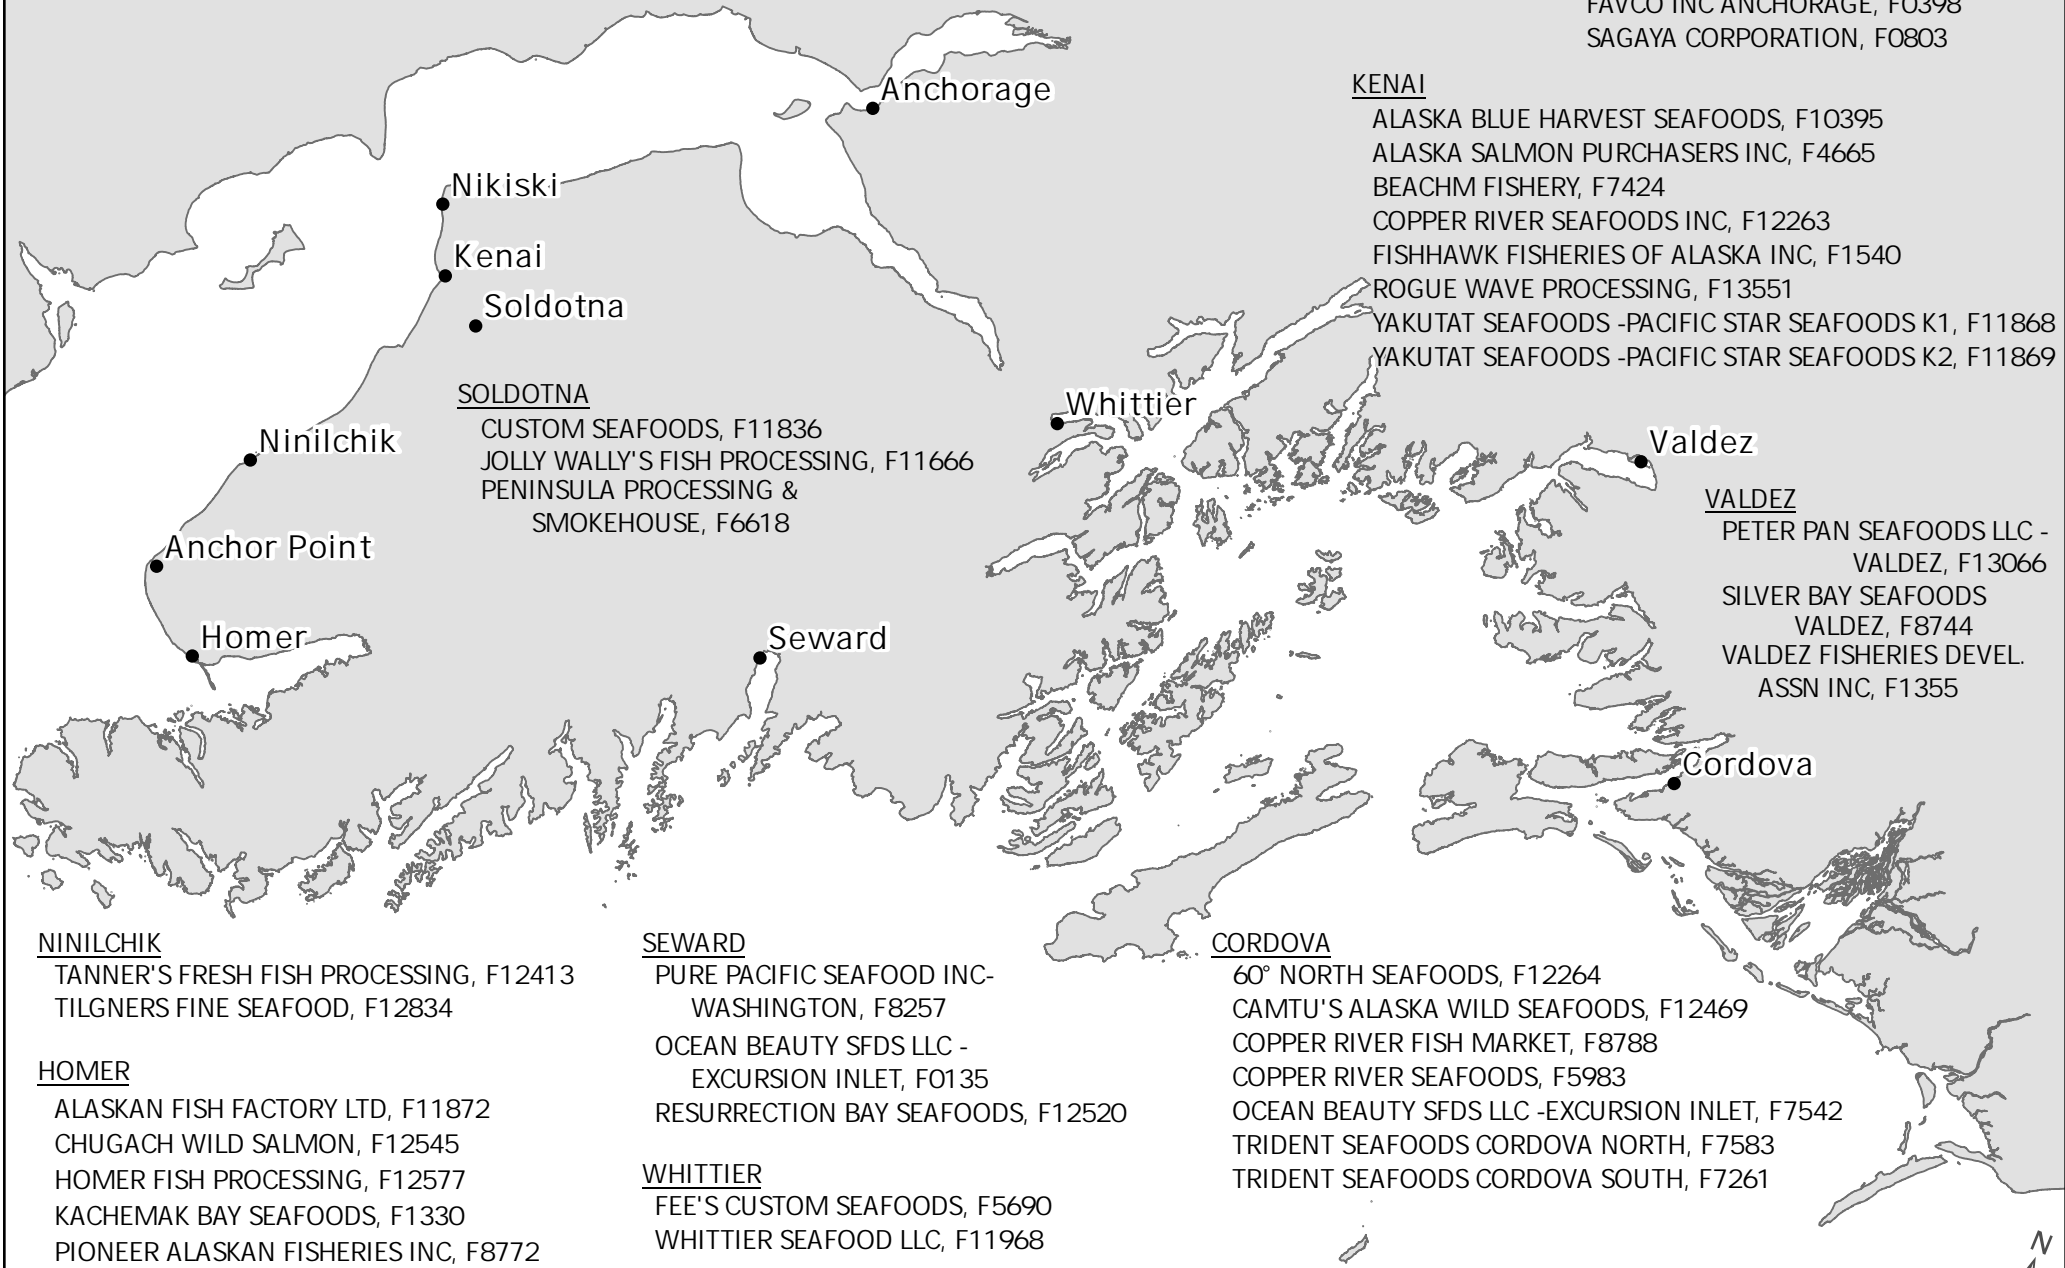 FAVCO INC ANCHORAGE, F0398
SAGAYA CORPORATION, F0803
KENAI
ALASKA BLUE HARVEST SEAFOODS, F10395
ALASKA SALMON PURCHASERS INC, F4665
BEACHM FISHERY, F7424
COPPER RIVER SEAFOODS INC, F12263
FISHHAWK FISHERIES OF ALASKA INC, F1540
ROGUE WAVE PROCESSING, F13551
YAKUTAT SEAFOODS -PACIFIC STAR SEAFOODS K1, F11868
YAKUTAT SEAFOODS -PACIFIC STAR SEAFOODS K2, F11869
Anchorage
Nikiski
Kenai
Soldotna
SOLDOTNA
CUSTOM SEAFOODS, F11836
JOLLY WALLY'S FISH PROCESSING, F11666
PENINSULA PROCESSING &
SMOKEHOUSE, F6618
Whittier
Ninilchik
Valdez
VALDEZ
PETER PAN SEAFOODS LLC -
VALDEZ, F13066
SILVER BAY SEAFOODS
VALDEZ, F8744
VALDEZ FISHERIES DEVEL.
ASSN INC, F1355
Anchor Point
Homer
Seward
Cordova
NINILCHIK
TANNER'S FRESH FISH PROCESSING, F12413
TILGNERS FINE SEAFOOD, F12834
HOMER
ALASKAN FISH FACTORY LTD, F11872
CHUGACH WILD SALMON, F12545
HOMER FISH PROCESSING, F12577
KACHEMAK BAY SEAFOODS, F1330
PIONEER ALASKAN FISHERIES INC, F8772
SEWARD
PURE PACIFIC SEAFOOD INC-
WASHINGTON, F8257
OCEAN BEAUTY SFDS LLC -
EXCURSION INLET, F0135
RESURRECTION BAY SEAFOODS, F12520
WHITTIER
FEE'S CUSTOM SEAFOODS, F5690
WHITTIER SEAFOOD LLC, F11968
CORDOVA
60° NORTH SEAFOODS, F12264
CAMTU'S ALASKA WILD SEAFOODS, F12469
COPPER RIVER FISH MARKET, F8788
COPPER RIVER SEAFOODS, F5983
OCEAN BEAUTY SFDS LLC -EXCURSION INLET, F7542
TRIDENT SEAFOODS CORDOVA NORTH, F7583
TRIDENT SEAFOODS CORDOVA SOUTH, F7261
N